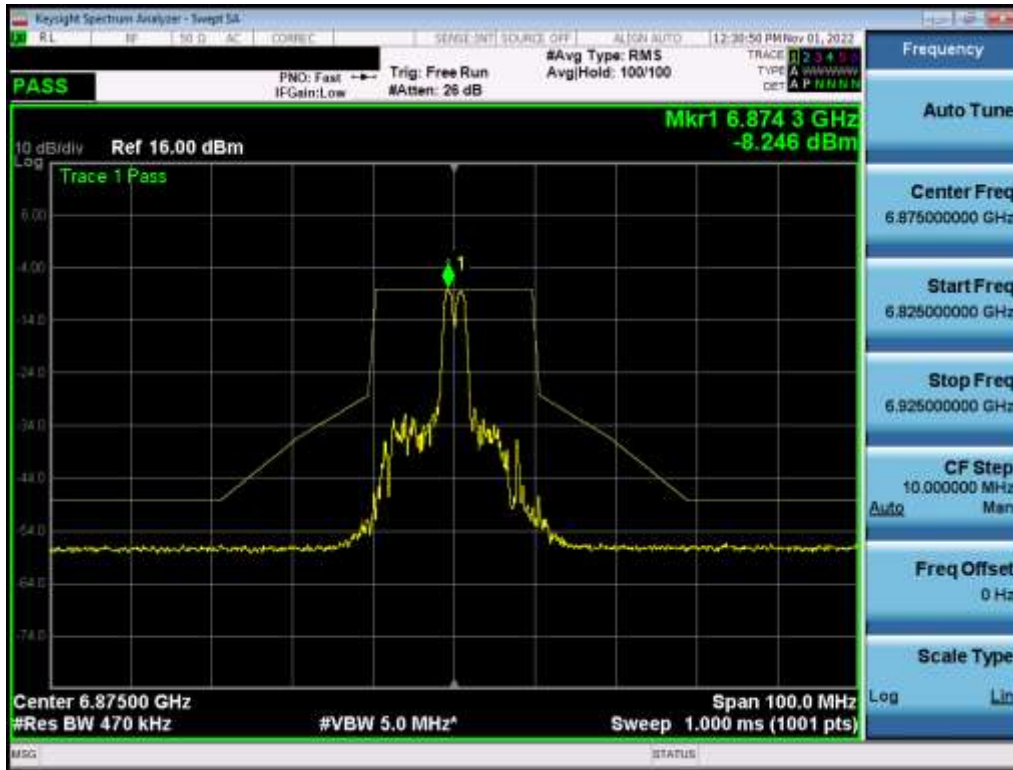 Keysight Spectrum Analyzer - Swept SA
RL RF 50 Ω AC CORREC SENSE:INT SOURCE OFF ALIGN AUTO 12:30:50 PM Nov 01, 2022
PASS
PNO: Fast
IFGain:Low
Trig: Free Run
#Atten: 26 dB
#Avg Type: RMS
Avg|Hold: 100/100
TRACE 1 2 3 4 5 6
TYPE A WWWWW
DET A P N N N N
Mkr1 6.874 3 GHz
-8.246 dBm
10 dB/div Ref 16.00 dBm
Log
Trace 1 Pass
1
6.00
-4.00
-14.0
-24.0
-34.0
-44.0
-54.0
-64.0
-74.0
Center 6.87500 GHz Span 100.0 MHz
#Res BW 470 kHz #VBW 5.0 MHz* Sweep 1.000 ms (1001 pts)
MSG STATUS
Frequency
Auto Tune
Center Freq
6.875000000 GHz
Start Freq
6.825000000 GHz
Stop Freq
6.925000000 GHz
CF Step
10.000000 MHz
Auto Man
Freq Offset
0 Hz
Scale Type
Log Lin